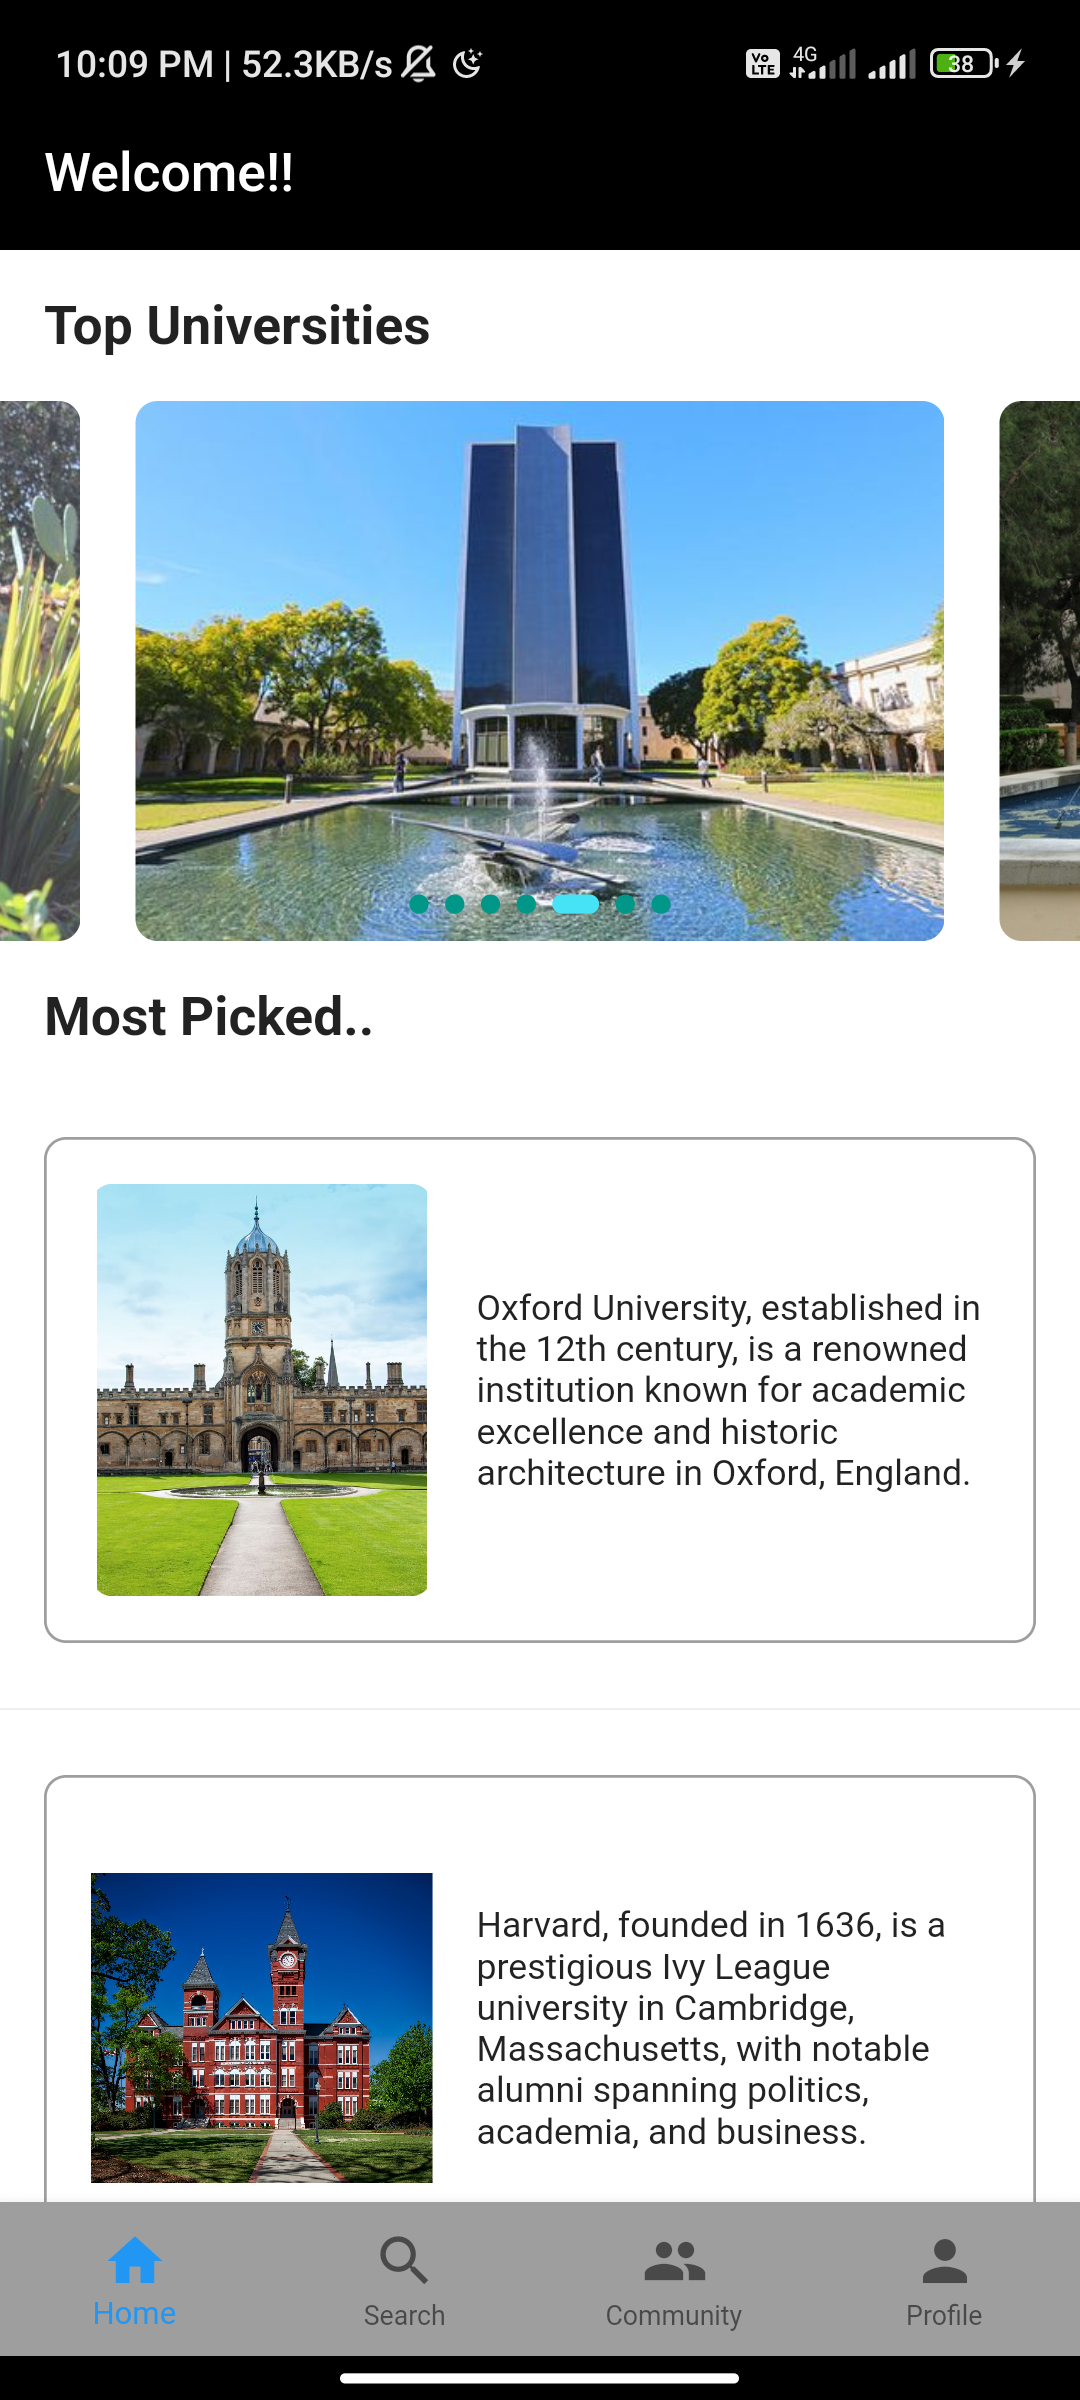 10:09 PM | 52.3KB/s
Vo LTE 4G 38
Welcome!!
Top Universities
Most Picked..
Oxford University, established in
the 12th century, is a renowned
institution known for academic
excellence and historic
architecture in Oxford, England.
Harvard, founded in 1636, is a
prestigious Ivy League
university in Cambridge,
Massachusetts, with notable
alumni spanning politics,
academia, and business.
Home Search Community Profile